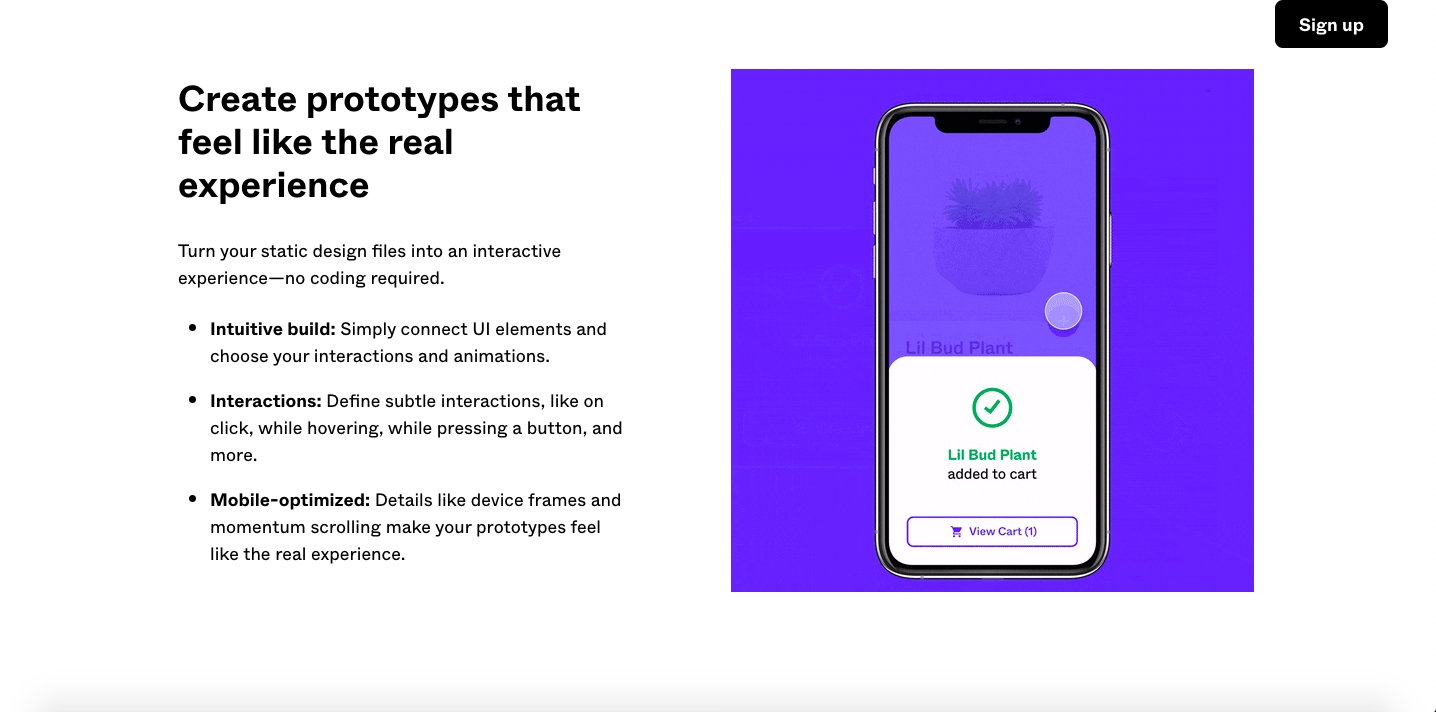 Sign up
Create prototypes that
feel like the real
experience
Turn your static design files into an interactive
experience—no coding required.
Intuitive build: Simply connect UI elements and
choose your interactions and animations.
Interactions: Define subtle interactions, like on
click, while hovering, while pressing a button, and
more.
Mobile-optimized: Details like device frames and
momentum scrolling make your prototypes feel
like the real experience.
Lil Bud Plant
Lil Bud Plant
added to cart
View Cart (1)